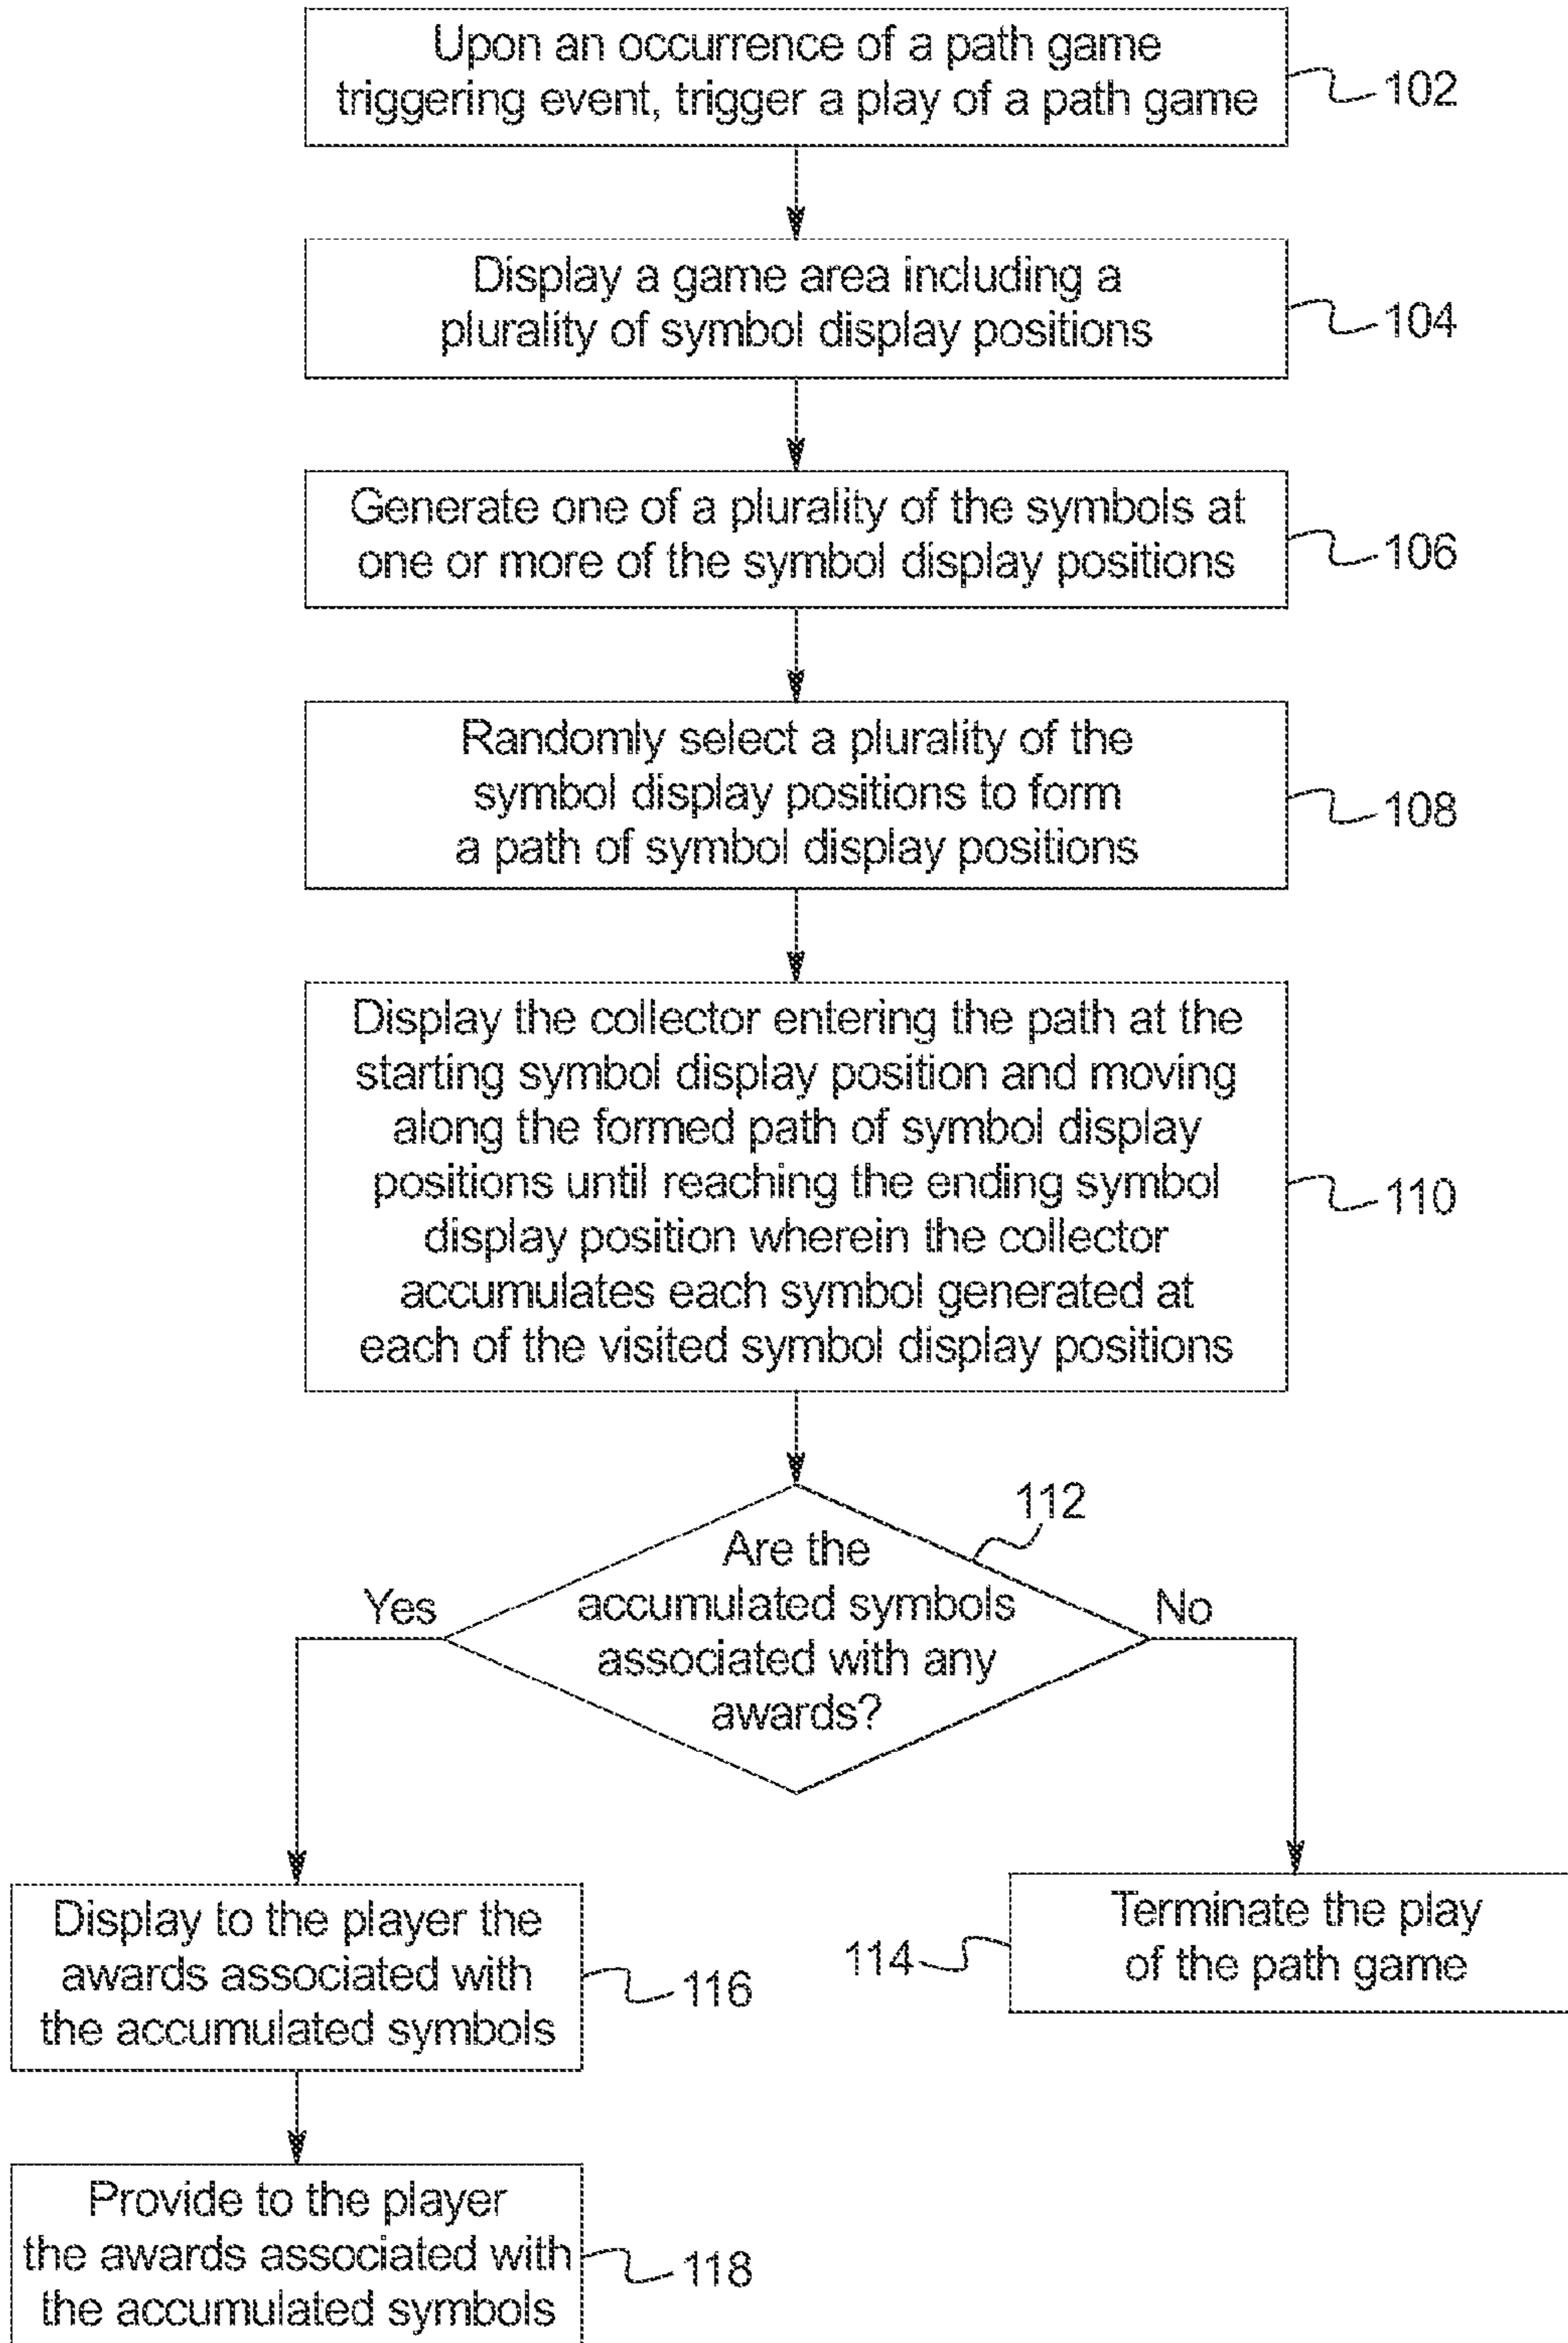 Upon an occurrence of a path game
triggering event, trigger a play of a path game
102
Display a game area including a
plurality of symbol display positions
104
Generate one of a plurality of the symbols at
one or more of the symbol display positions
106
Randomly select a plurality of the
symbol display positions to form
a path of symbol display positions
108
Display the collector entering the path at the
starting symbol display position and moving
along the formed path of symbol display
positions until reaching the ending symbol
display position wherein the collector
accumulates each symbol generated at
each of the visited symbol display positions
110
112
Are the
accumulated symbols
associated with any
awards?
Yes
No
Display to the player the
awards associated with
the accumulated symbols
116
Terminate the play
of the path game
114
Provide to the player
the awards associated with
the accumulated symbols
118